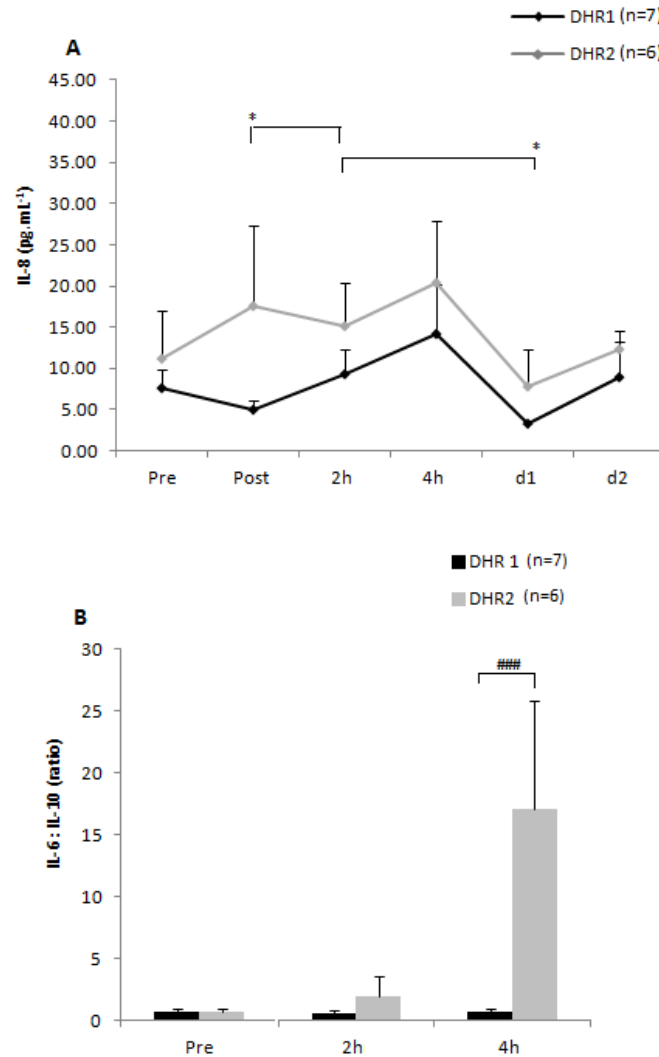 DHR1 (n=7)
DHR2 (n=6)
A
45.00
40.00
35.00
30.00
25.00
20.00
15.00
10.00
5.00
0.00
IL-8 (pg.mL⁻¹)
*
*
Pre Post 2h 4h d1 d2
DHR 1 (n=7)
DHR2 (n=6)
B
30
25
20
15
10
5
0
IL-6 : IL-10 (ratio)
###
Pre 2h 4h